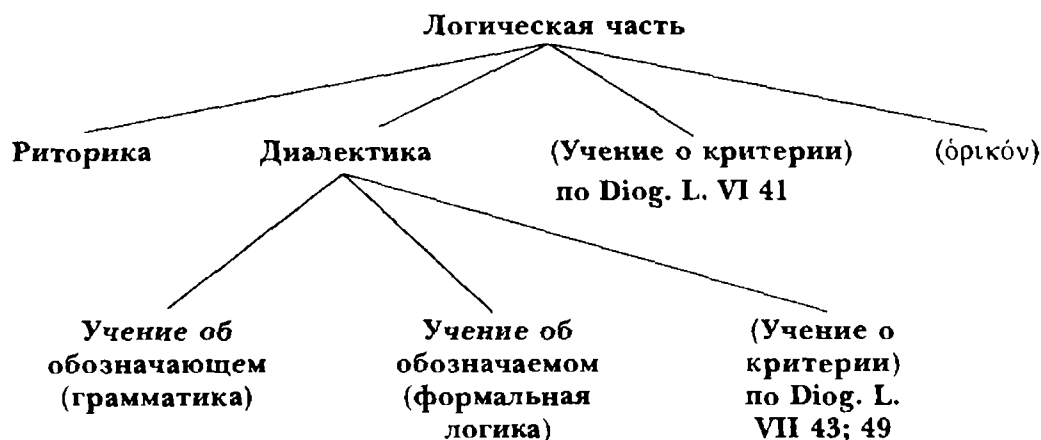 Логическая часть
Риторика Диалектика (Учение о критерии) (ὁρικόν)
по Diog. L. VI 41
Учение об Учение об (Учение о
обозначающем обозначаемом критерии)
(грамматика) (формальная по Diog. L.
логика) VII 43; 49